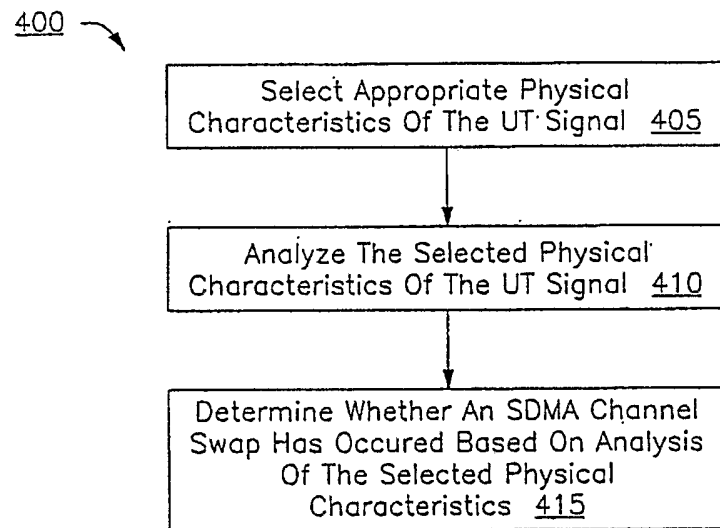 400
Select Appropriate Physical
Characteristics Of The UT Signal 405
Analyze The Selected Physical
Characteristics Of The UT Signal 410
Determine Whether An SDMA Channel
Swap Has Occured Based On Analysis
Of The Selected Physical
Characteristics 415